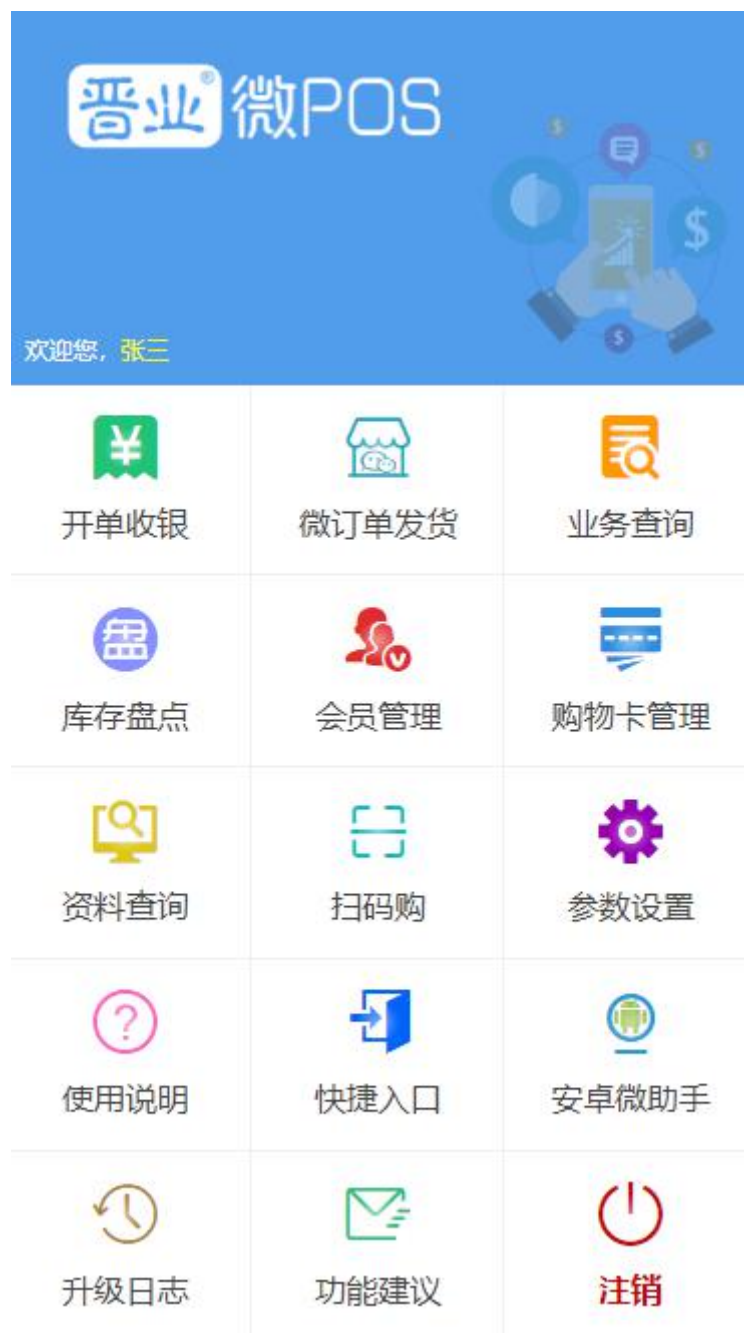 晋业®微POS
欢迎您，张三
¥
开单收银
微订单发货
业务查询
盘
库存盘点
会员管理
购物卡管理
资料查询
扫码购
参数设置
?
使用说明
快捷入口
安卓微助手
升级日志
功能建议
注销